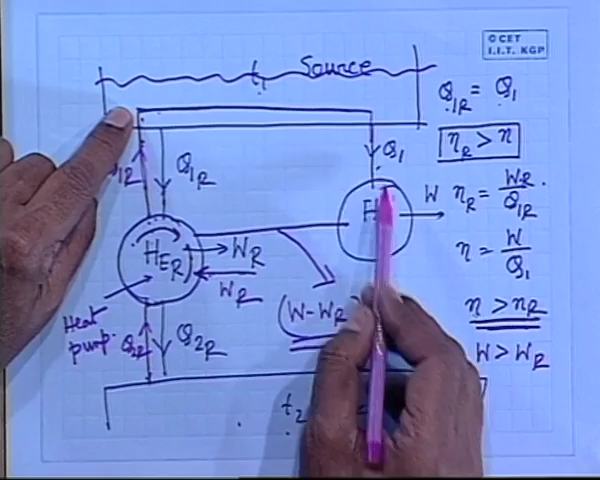 © CET
I.I.T. KGP
t₁ Source
Q₁R = Q₁
ηR > η
Q₁R
Q₁
W
ηR = WR / Q₁R
H
HER
WR
WR
η = W / Q₁
(W - WR)
η > ηR
Heat
pump.
Q₂R
Q₂R
W > WR
t₂